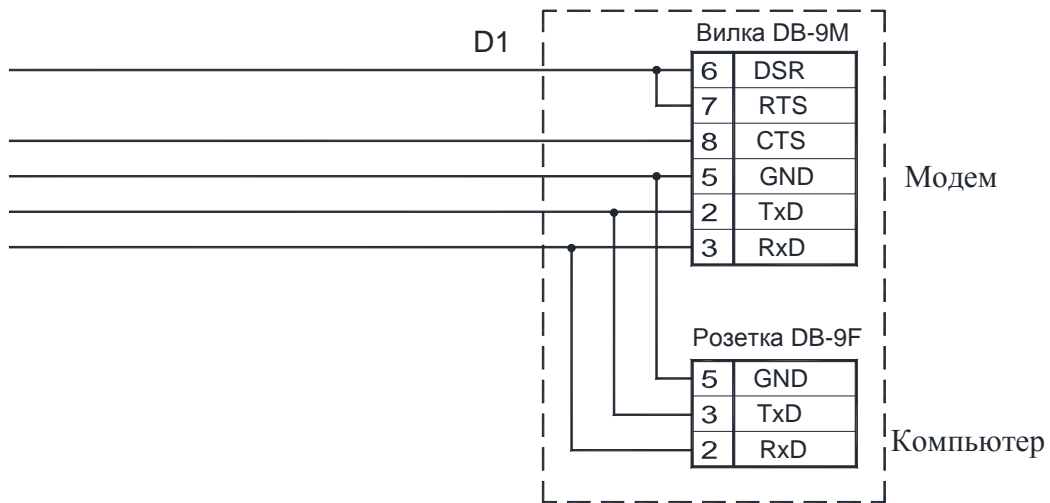 D1
Вилка DB-9M
6 DSR
7 RTS
8 CTS
5 GND
2 TxD
3 RxD
Модем
Розетка DB-9F
5 GND
3 TxD
2 RxD
Компьютер